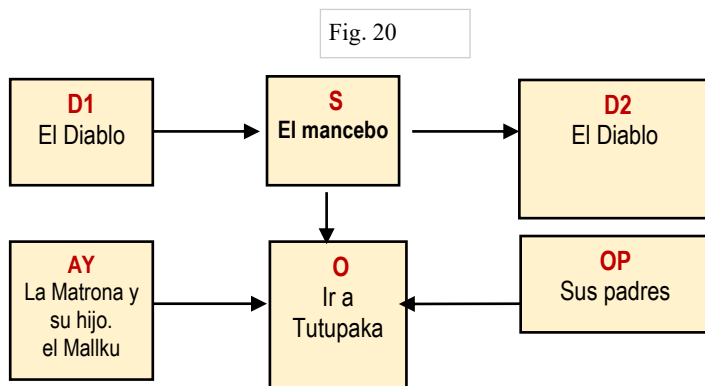 Fig. 20
D1
El Diablo
S
El mancebo
D2
El Diablo
AY
La Matrona y
su hijo.
el Mallku
O
Ir a
Tutupaka
OP
Sus padres